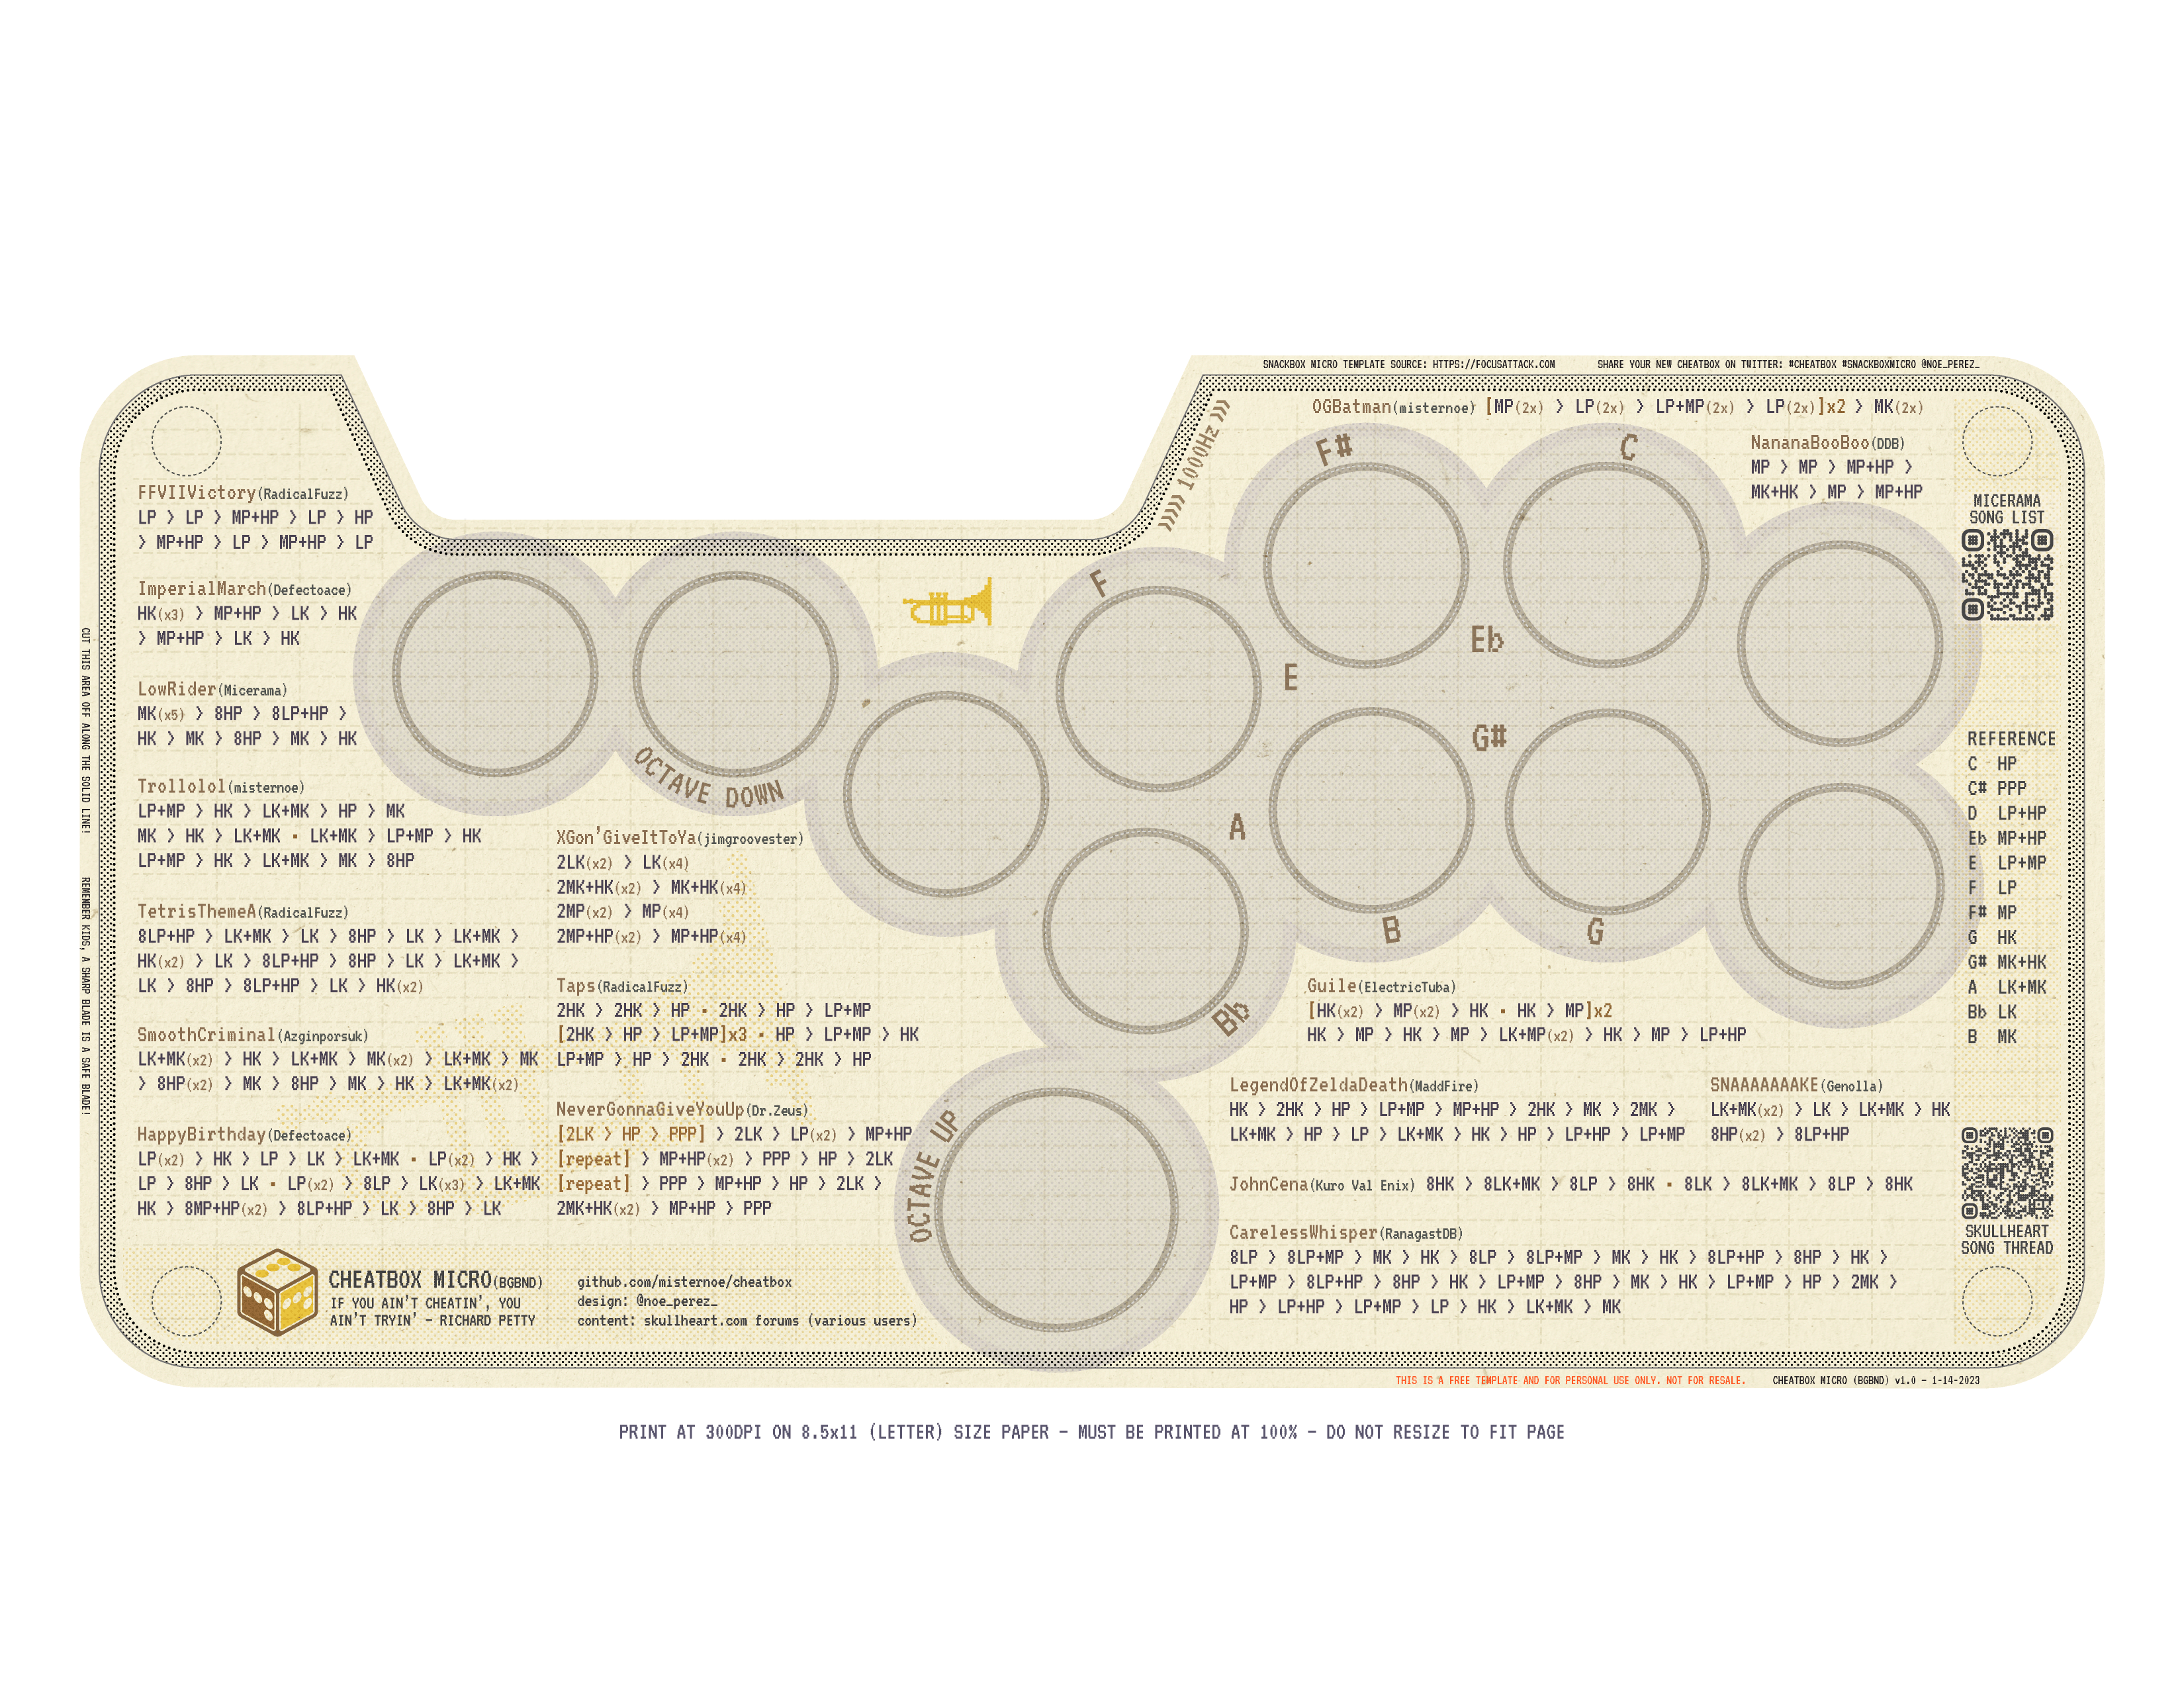 SNACKBOX MICRO TEMPLATE SOURCE: HTTPS://FOCUSATTACK.COM
SHARE YOUR NEW CHEATBOX ON TWITTER: #CHEATBOX #SNACKBOXMICRO @NOE_PEREZ_
CUT THIS AREA OFF ALONG THE SOLID LINE!
REMEMBER KIDS, A SHARP BLADE IS A SAFE BLADE!
FFVIIVictory(RadicalFuzz)
LP > LP > MP+HP > LP > HP
> MP+HP > LP > MP+HP > LP
ImperialMarch(Defectoace)
HK(x3) > MP+HP > LK > HK
> MP+HP > LK > HK
LowRider(Micerama)
MK(x5) > 8HP > 8LP+HP >
HK > MK > 8HP > MK > HK
Trollolol(misternoe)
LP+MP > HK > LK+MK > HP > MK
MK > HK > LK+MK ▪ LK+MK > LP+MP > HK
LP+MP > HK > LK+MK > MK > 8HP
TetrisThemeA(RadicalFuzz)
8LP+HP > LK+MK > LK > 8HP > LK > LK+MK >
HK(x2) > LK > 8LP+HP > 8HP > LK > LK+MK >
LK > 8HP > 8LP+HP > LK > HK(x2)
SmoothCriminal(Azginporsuk)
LK+MK(x2) > HK > LK+MK > MK(x2) > LK+MK > MK
> 8HP(x2) > MK > 8HP > MK > HK > LK+MK(x2)
HappyBirthday(Defectoace)
LP(x2) > HK > LP > LK > LK+MK ▪ LP(x2) > HK >
LP > 8HP > LK ▪ LP(x2) > 8LP > LK(x3) > LK+MK
HK > 8MP+HP(x2) > 8LP+HP > LK > 8HP > LK
XGon'GiveItToYa(jimgroovester)
2LK(x2) > LK(x4)
2MK+HK(x2) > MK+HK(x4)
2MP(x2) > MP(x4)
2MP+HP(x2) > MP+HP(x4)
Taps(RadicalFuzz)
2HK > 2HK > HP ▪ 2HK > HP > LP+MP
[2HK > HP > LP+MP]x3 ▪ HP > LP+MP > HK
LP+MP > HP > 2HK ▪ 2HK > 2HK > HP
NeverGonnaGiveYouUp(Dr.Zeus)
[2LK > HP > PPP] > 2LK > LP(x2) > MP+HP
[repeat] > MP+HP(x2) > PPP > HP > 2LK
[repeat] > PPP > MP+HP > HP > 2LK >
2MK+HK(x2) > MP+HP > PPP
CHEATBOX MICRO(BGBND)
IF YOU AIN'T CHEATIN', YOU
AIN'T TRYIN' - RICHARD PETTY
github.com/misternoe/cheatbox
design: @noe_perez_
content: skullheart.com forums (various users)
OCTAVE DOWN
OCTAVE UP
))))) 1000Hz )))))
F
F#
C
E
Eb
G#
A
B
G
Bb
OGBatman(misternoe) [MP(2x) > LP(2x) > LP+MP(2x) > LP(2x)]x2 > MK(2x)
NananaBooBoo(DDB)
MP > MP > MP+HP >
MK+HK > MP > MP+HP
MICERAMA
SONG LIST
REFERENCE
C HP
C# PPP
D LP+HP
Eb MP+HP
E LP+MP
F LP
F# MP
G HK
G# MK+HK
A LK+MK
Bb LK
B MK
Guile(ElectricTuba)
[HK(x2) > MP(x2) > HK ▪ HK > MP]x2
HK > MP > HK > MP > LK+MP(x2) > HK > MP > LP+HP
LegendOfZeldaDeath(MaddFire)
HK > 2HK > HP > LP+MP > MP+HP > 2HK > MK > 2MK >
LK+MK > HP > LP > LK+MK > HK > HP > LP+HP > LP+MP
SNAAAAAAAKE(Genolla)
LK+MK(x2) > LK > LK+MK > HK
8HP(x2) > 8LP+HP
JohnCena(Kuro Val Enix) 8HK > 8LK+MK > 8LP > 8HK ▪ 8LK > 8LK+MK > 8LP > 8HK
CarelessWhisper(RanagastDB)
8LP > 8LP+MP > MK > HK > 8LP > 8LP+MP > MK > HK > 8LP+HP > 8HP > HK >
LP+MP > 8LP+HP > 8HP > HK > LP+MP > 8HP > MK > HK > LP+MP > HP > 2MK >
HP > LP+HP > LP+MP > LP > HK > LK+MK > MK
SKULLHEART
SONG THREAD
THIS IS A FREE TEMPLATE AND FOR PERSONAL USE ONLY. NOT FOR RESALE.
CHEATBOX MICRO (BGBND) v1.0 - 1-14-2023
PRINT AT 300DPI ON 8.5x11 (LETTER) SIZE PAPER - MUST BE PRINTED AT 100% - DO NOT RESIZE TO FIT PAGE